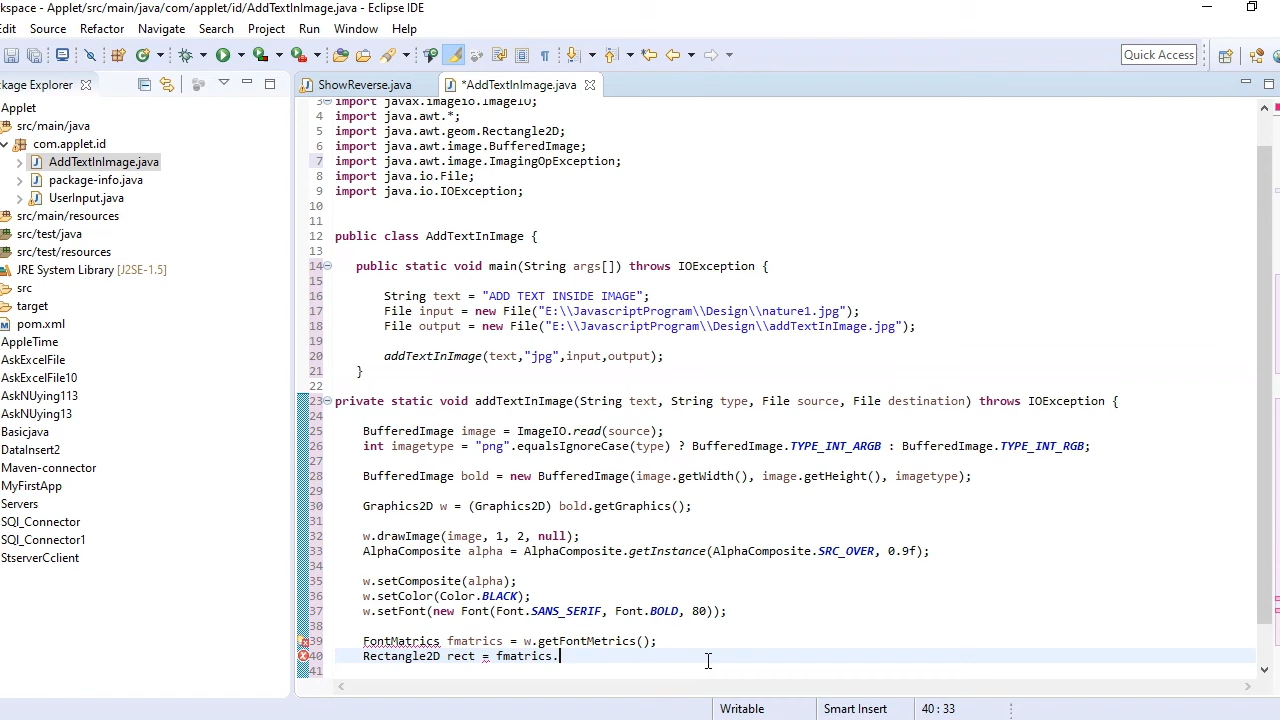 kspace - Applet/src/main/java/com/applet/id/AddTextInImage.java - Eclipse IDE
Edit Source Refactor Navigate Search Project Run Window Help
Quick Access
kage Explorer
ShowReverse.java *AddTextInImage.java
Applet
src/main/java
com.applet.id
AddTextInImage.java
package-info.java
UserInput.java
src/main/resources
src/test/java
src/test/resources
JRE System Library [J2SE-1.5]
src
target
pom.xml
AppleTime
AskExcelFile
AskExcelFile10
AskNUying113
AskNUying13
Basicjava
DataInsert2
Maven-connector
MyFirstApp
Servers
SQl_Connector
SQl_Connector1
StserverCclient
3 import javax.imageio.ImageIO;
4 import java.awt.*;
5 import java.awt.geom.Rectangle2D;
6 import java.awt.image.BufferedImage;
7 import java.awt.image.ImagingOpException;
8 import java.io.File;
9 import java.io.IOException;
10
11
12 public class AddTextInImage {
13
14 public static void main(String args[]) throws IOException {
15
16 String text = "ADD TEXT INSIDE IMAGE";
17 File input = new File("E:\\JavascriptProgram\\Design\\nature1.jpg");
18 File output = new File("E:\\JavascriptProgram\\Design\\addTextInImage.jpg");
19
20 addTextInImage(text,"jpg",input,output);
21 }
22
23 private static void addTextInImage(String text, String type, File source, File destination) throws IOException {
24
25 BufferedImage image = ImageIO.read(source);
26 int imagetype = "png".equalsIgnoreCase(type) ? BufferedImage.TYPE_INT_ARGB : BufferedImage.TYPE_INT_RGB;
27
28 BufferedImage bold = new BufferedImage(image.getWidth(), image.getHeight(), imagetype);
29
30 Graphics2D w = (Graphics2D) bold.getGraphics();
31
32 w.drawImage(image, 1, 2, null);
33 AlphaComposite alpha = AlphaComposite.getInstance(AlphaComposite.SRC_OVER, 0.9f);
34
35 w.setComposite(alpha);
36 w.setColor(Color.BLACK);
37 w.setFont(new Font(Font.SANS_SERIF, Font.BOLD, 80));
38
39 FontMatrics fmatrics = w.getFontMetrics();
40 Rectangle2D rect = fmatrics.
41
Writable Smart Insert 40 : 33